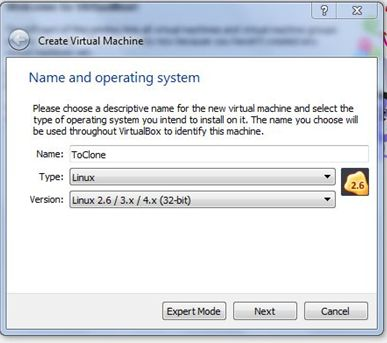 Create Virtual Machine
Name and operating system
Please choose a descriptive name for the new virtual machine and select the
type of operating system you intend to install on it. The name you choose will
be used throughout VirtualBox to identify this machine.
Name: ToClone
Type: Linux
2.6
Version: Linux 2.6 / 3.x / 4.x (32-bit)
Expert Mode Next Cancel